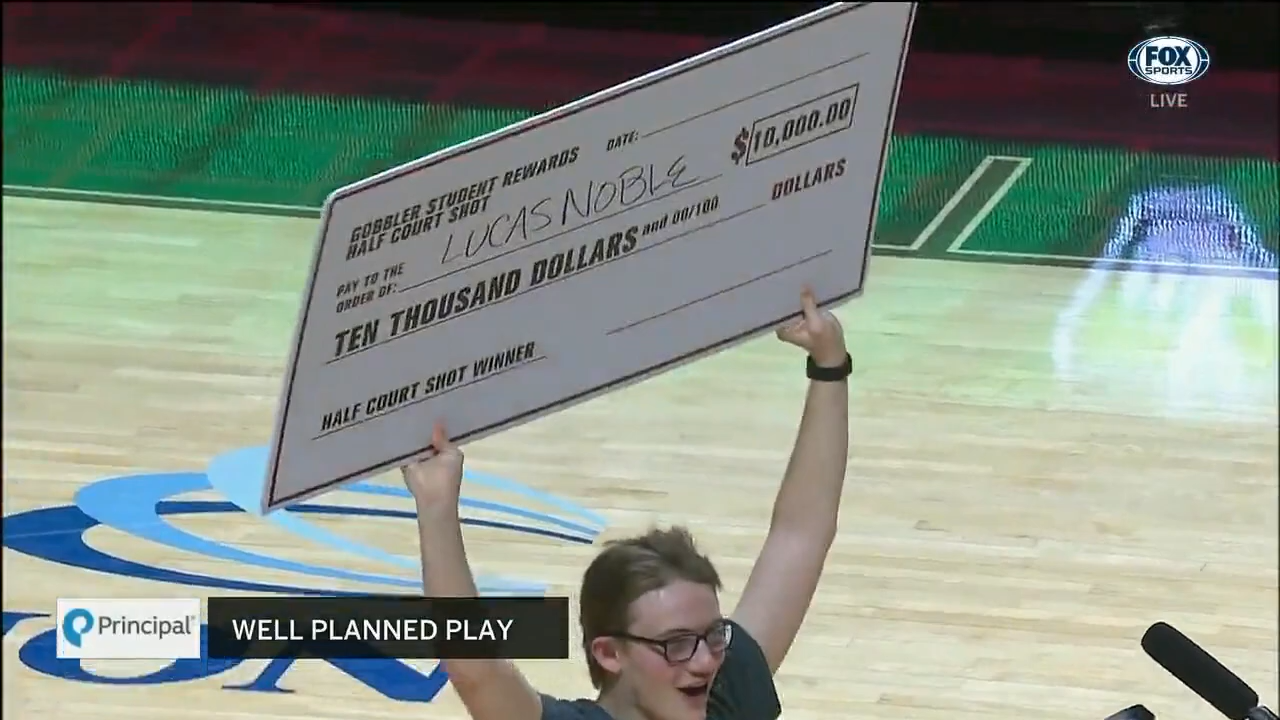 FOX
SPORTS
LIVE
GOBBLER STUDENT REWARDS
HALF COURT SHOT
DATE:
PAY TO THE
ORDER OF:
LUCAS NOBLE
$10,000.00
TEN THOUSAND DOLLARS and 00/100
DOLLARS
HALF COURT SHOT WINNER
Principal
WELL PLANNED PLAY